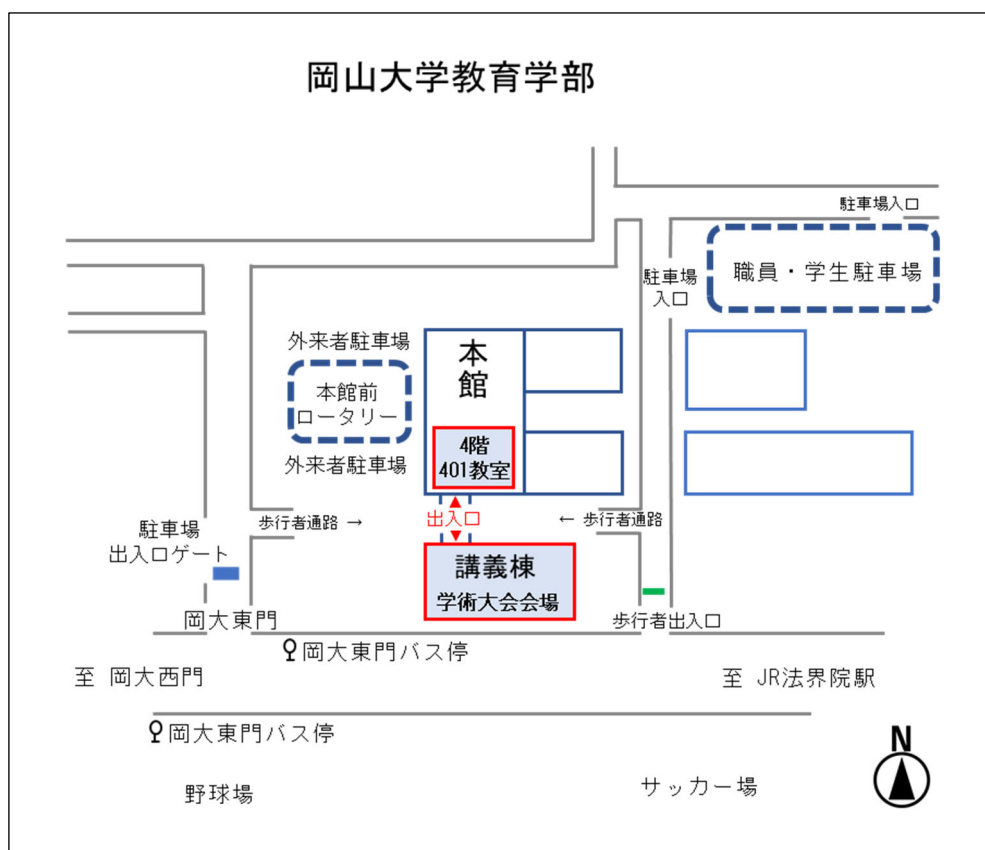 岡山大学教育学部
駐車場入口
職員・学生駐車場
駐車場
入口
外来者駐車場
本館前
ロータリー
外来者駐車場
本
館
4階
401教室
出入口
歩行者通路 →
← 歩行者通路
駐車場
出入口ゲート
講義棟
学術大会会場
岡大東門
歩行者出入口
岡大東門バス停
至 岡大西門
至 JR法界院駅
岡大東門バス停
野球場
サッカー場
N